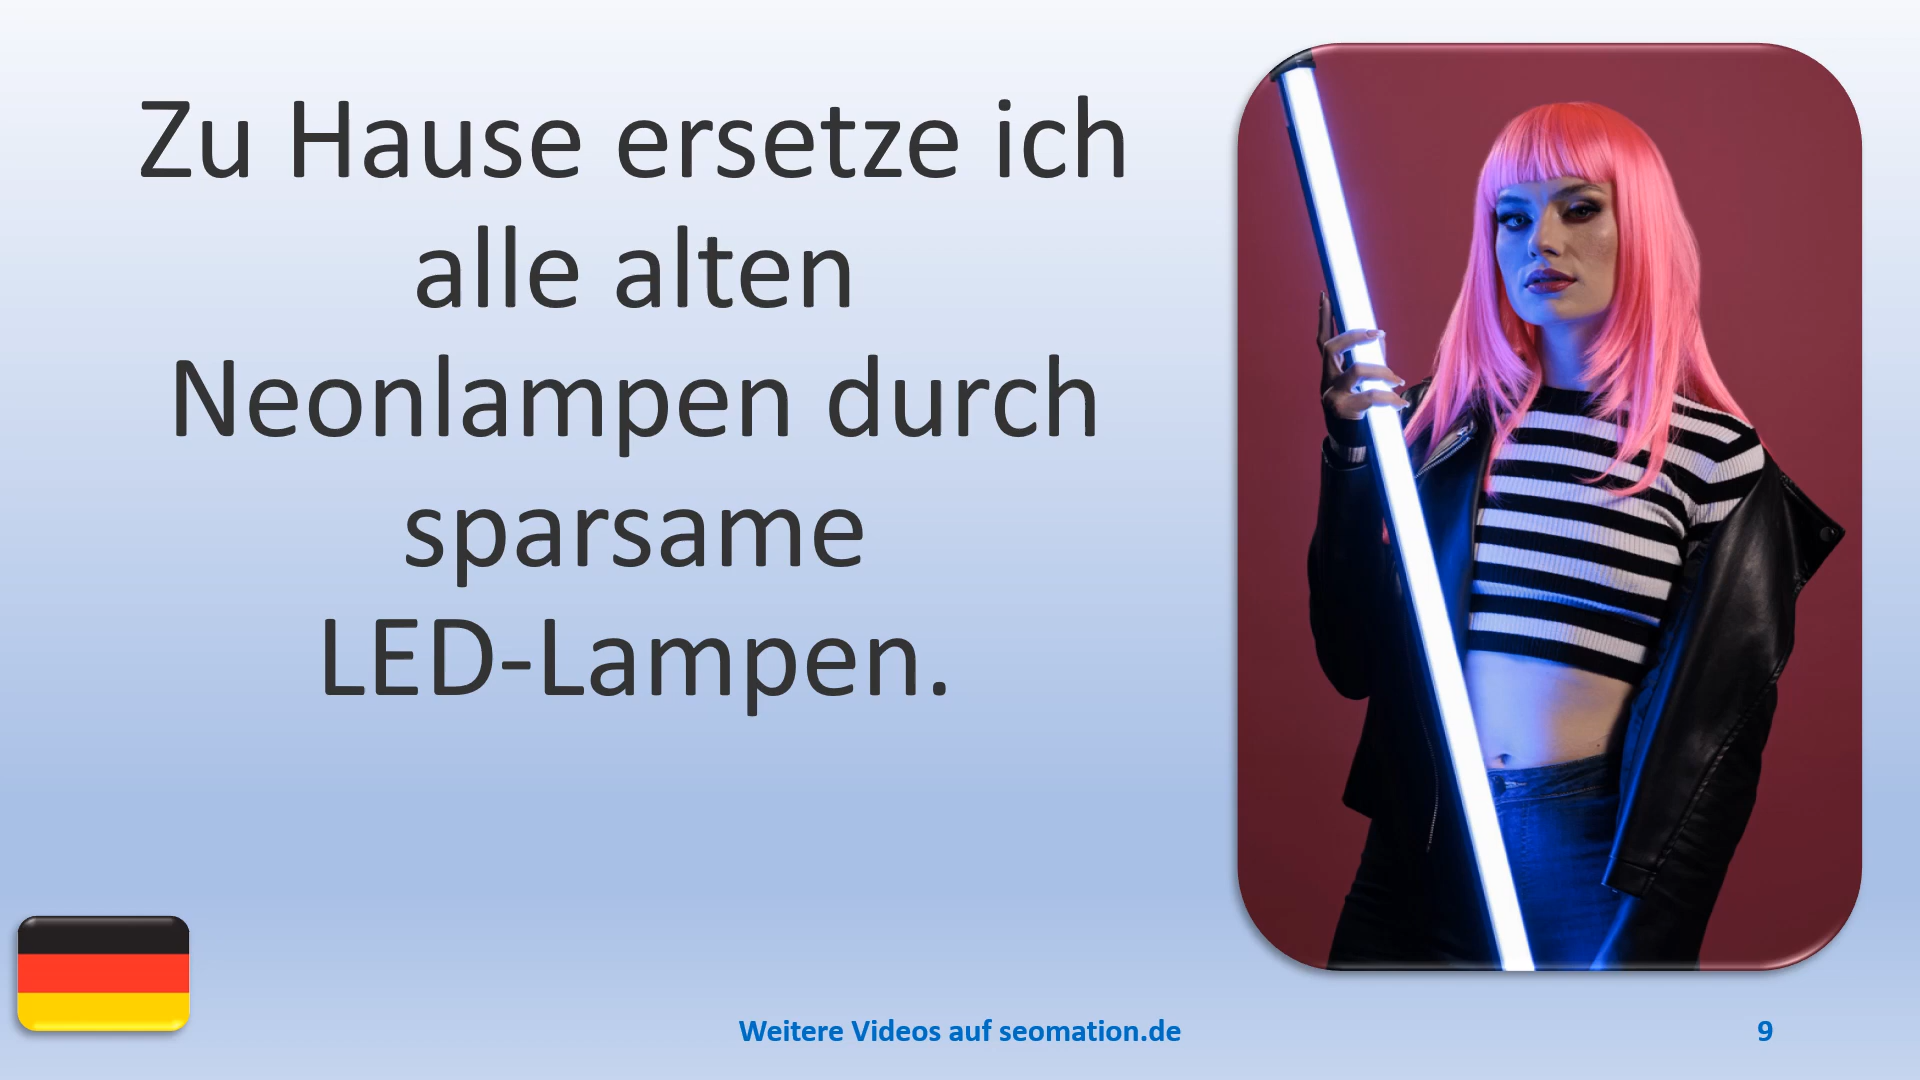 Zu Hause ersetze ich
alle alten
Neonlampen durch
sparsame
LED-Lampen.
Weitere Videos auf seomation.de
9